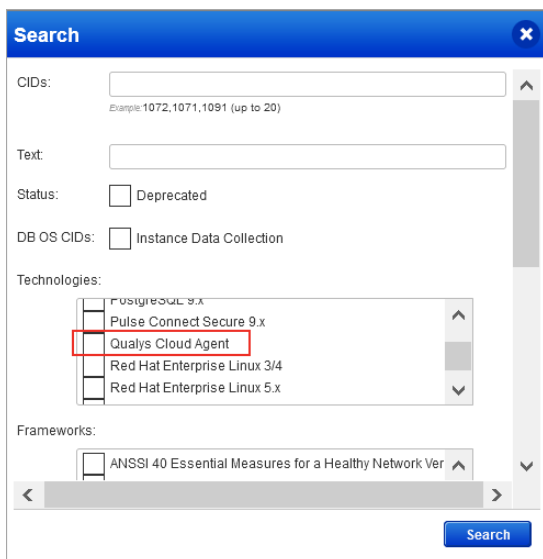 Search
CIDs:
Example:1072,1071,1091 (up to 20)
Text:
Status: Deprecated
DB OS CIDs: Instance Data Collection
Technologies:
PostgreSQL 9.x
Pulse Connect Secure 9.x
Qualys Cloud Agent
Red Hat Enterprise Linux 3/4
Red Hat Enterprise Linux 5.x
Frameworks:
ANSSI 40 Essential Measures for a Healthy Network Ver
Search